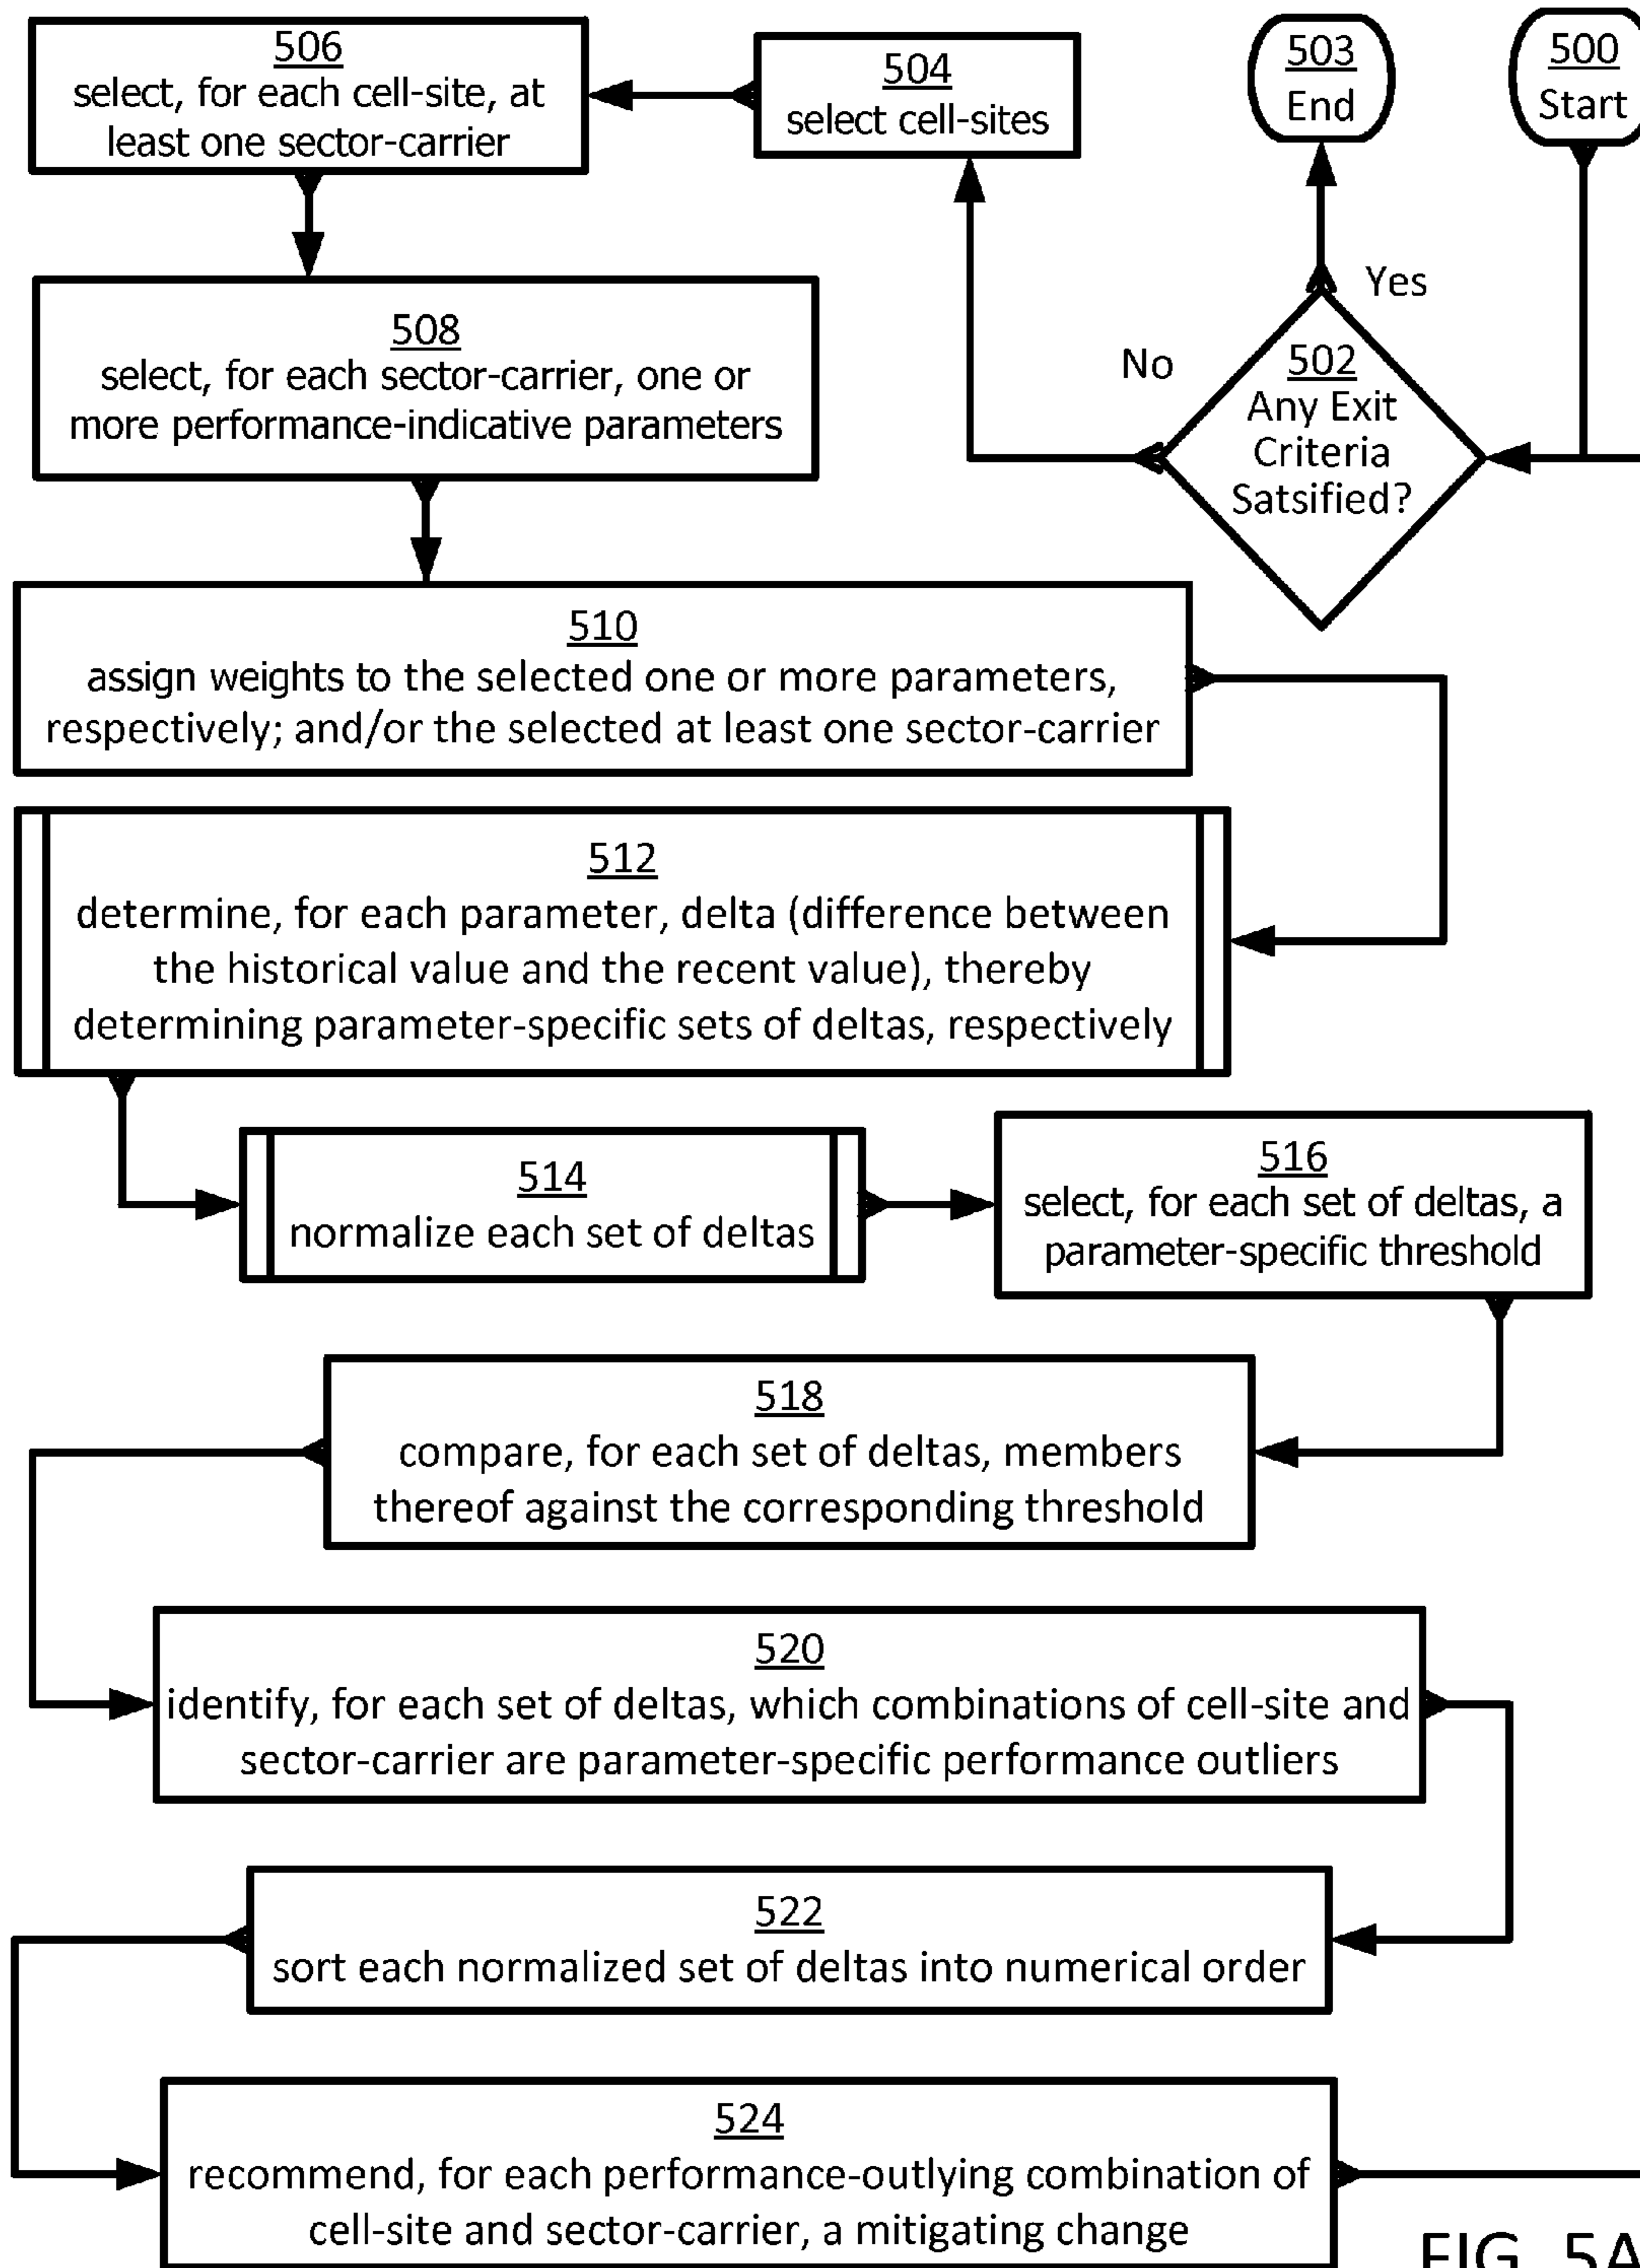 506
select, for each cell-site, at
least one sector-carrier
504
select cell-sites
503
End
500
Start
Yes
No
502
Any Exit
Criteria
Satsified?
508
select, for each sector-carrier, one or
more performance-indicative parameters
510
assign weights to the selected one or more parameters,
respectively; and/or the selected at least one sector-carrier
512
determine, for each parameter, delta (difference between
the historical value and the recent value), thereby
determining parameter-specific sets of deltas, respectively
514
normalize each set of deltas
516
select, for each set of deltas, a
parameter-specific threshold
518
compare, for each set of deltas, members
thereof against the corresponding threshold
520
identify, for each set of deltas, which combinations of cell-site and
sector-carrier are parameter-specific performance outliers
522
sort each normalized set of deltas into numerical order
524
recommend, for each performance-outlying combination of
cell-site and sector-carrier, a mitigating change
FIG. 5A